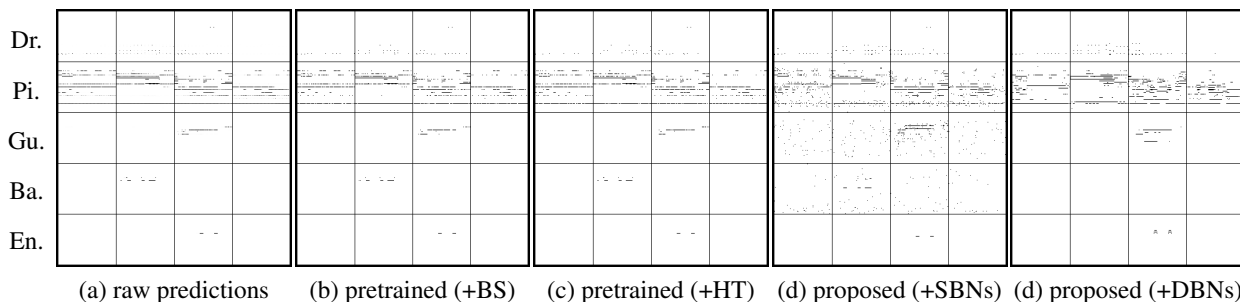 Dr.
Pi.
Gu.
Ba.
En.
(a) raw predictions
(b) pretrained (+BS)
(c) pretrained (+HT)
(d) proposed (+SBNs)
(d) proposed (+DBNs)